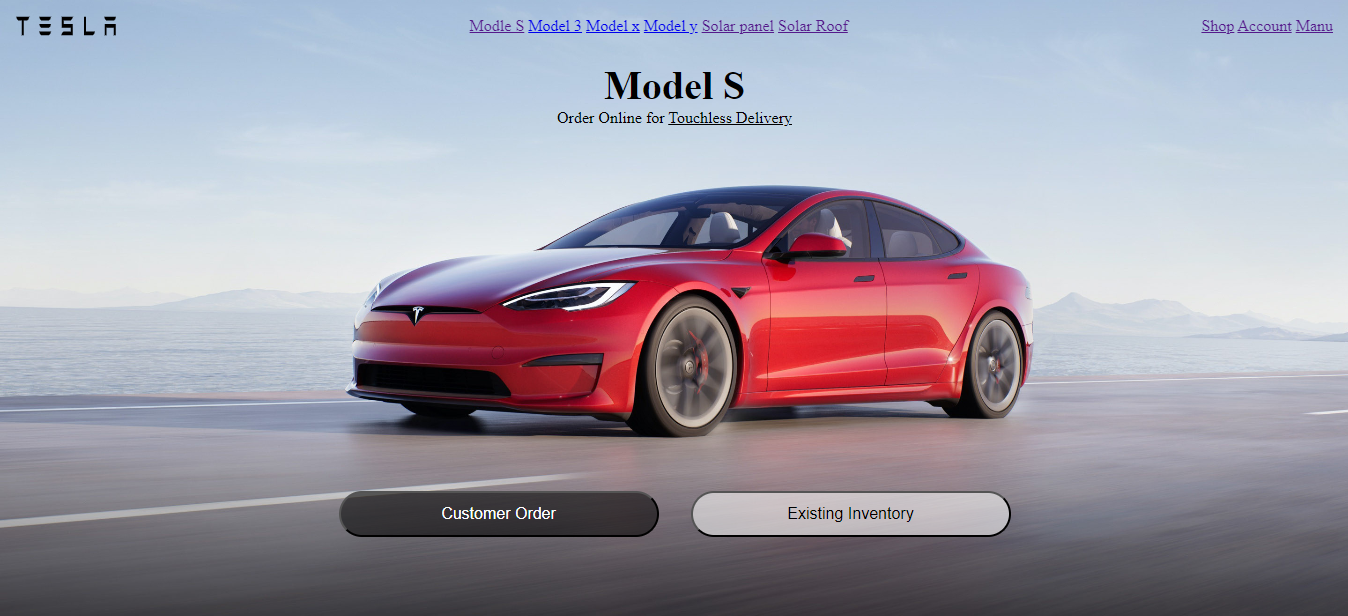 TESLA
Modle S Model 3 Model x Model y Solar panel Solar Roof
Shop Account Manu
Model S
Order Online for Touchless Delivery
Customer Order
Existing Inventory